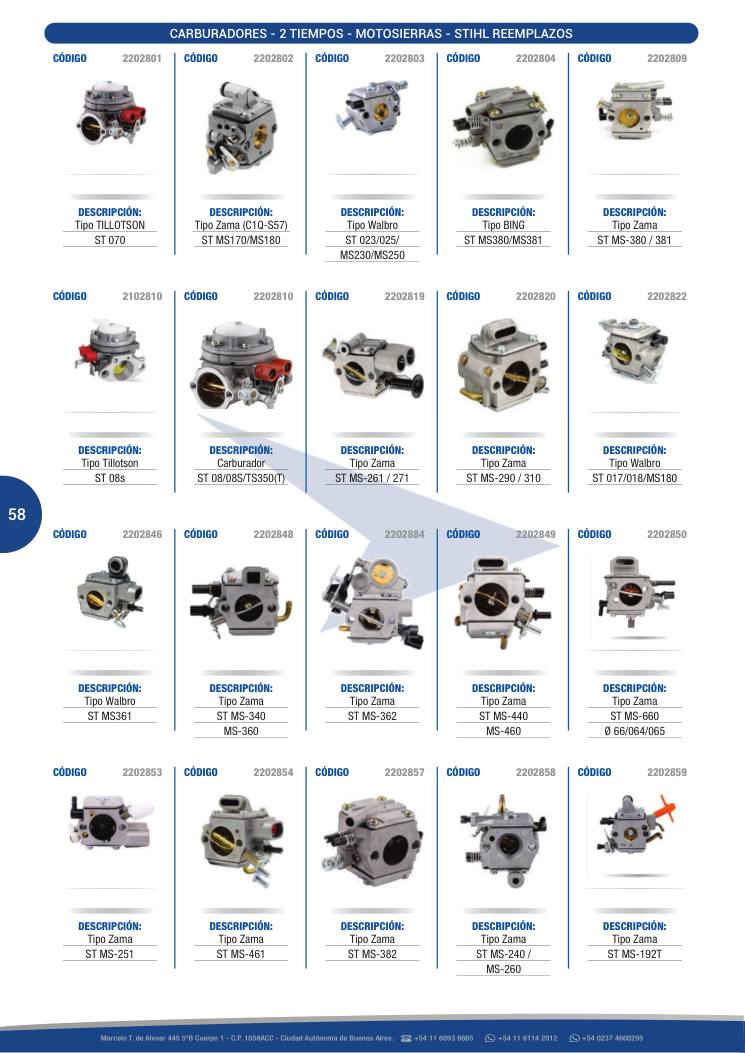 CARBURADORES - 2 TIEMPOS - MOTOSIERRAS - STIHL REEMPLAZOS
CÓDIGO 2202801
DESCRIPCIÓN:
Tipo TILLOTSON
ST 070
CÓDIGO 2202802
DESCRIPCIÓN:
Tipo Zama (C1Q-S57)
ST MS170/MS180
CÓDIGO 2202803
DESCRIPCIÓN:
Tipo Walbro
ST 023/025/
MS230/MS250
CÓDIGO 2202804
DESCRIPCIÓN:
Tipo BING
ST MS380/MS381
CÓDIGO 2202809
DESCRIPCIÓN:
Tipo Zama
ST MS-380 / 381
CÓDIGO 2102810
DESCRIPCIÓN:
Tipo Tillotson
ST 08s
CÓDIGO 2202810
DESCRIPCIÓN:
Carburador
ST 08/08S/TS350(T)
CÓDIGO 2202819
DESCRIPCIÓN:
Tipo Zama
ST MS-261 / 271
CÓDIGO 2202820
DESCRIPCIÓN:
Tipo Zama
ST MS-290 / 310
CÓDIGO 2202822
DESCRIPCIÓN:
Tipo Walbro
ST 017/018/MS180
58
CÓDIGO 2202846
DESCRIPCIÓN:
Tipo Walbro
ST MS361
CÓDIGO 2202848
DESCRIPCIÓN:
Tipo Zama
ST MS-340
MS-360
CÓDIGO 2202884
DESCRIPCIÓN:
Tipo Zama
ST MS-362
CÓDIGO 2202849
DESCRIPCIÓN:
Tipo Zama
ST MS-440
MS-460
CÓDIGO 2202850
DESCRIPCIÓN:
Tipo Zama
ST MS-660
Ø 66/064/065
CÓDIGO 2202853
DESCRIPCIÓN:
Tipo Zama
ST MS-251
CÓDIGO 2202854
DESCRIPCIÓN:
Tipo Zama
ST MS-461
CÓDIGO 2202857
DESCRIPCIÓN:
Tipo Zama
ST MS-382
CÓDIGO 2202858
DESCRIPCIÓN:
Tipo Zama
ST MS-240 /
MS-260
CÓDIGO 2202859
DESCRIPCIÓN:
Tipo Zama
ST MS-192T
Marcelo T. de Alvear 445 5ºB Cuerpo 1 - C.P. 1058ACC - Ciudad Autónoma de Buenos Aires. +54 11 6093 6665 +54 11 6114 2012 +54 0237 4660295